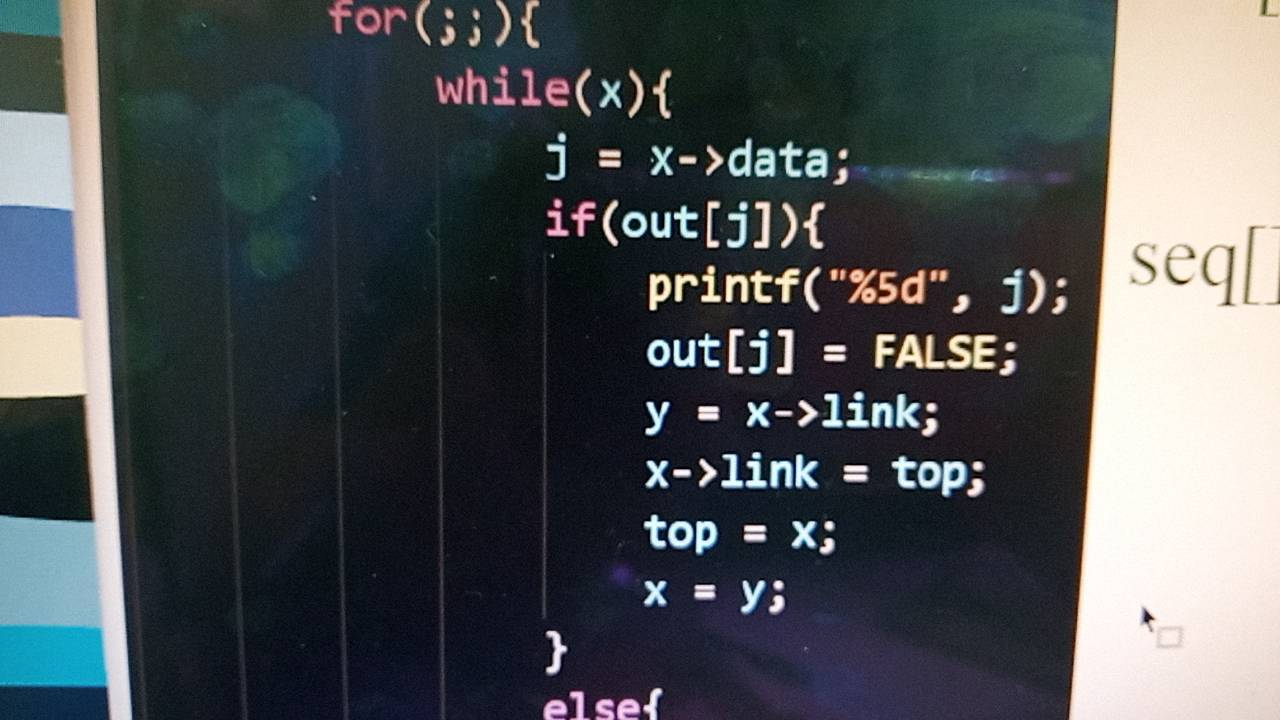 for(;;){
while(x){
j = x->data;
if(out[j]){
printf("%5d", j);
out[j] = FALSE;
y = x->link;
x->link = top;
top = x;
x = y;
}
else{
seq[]